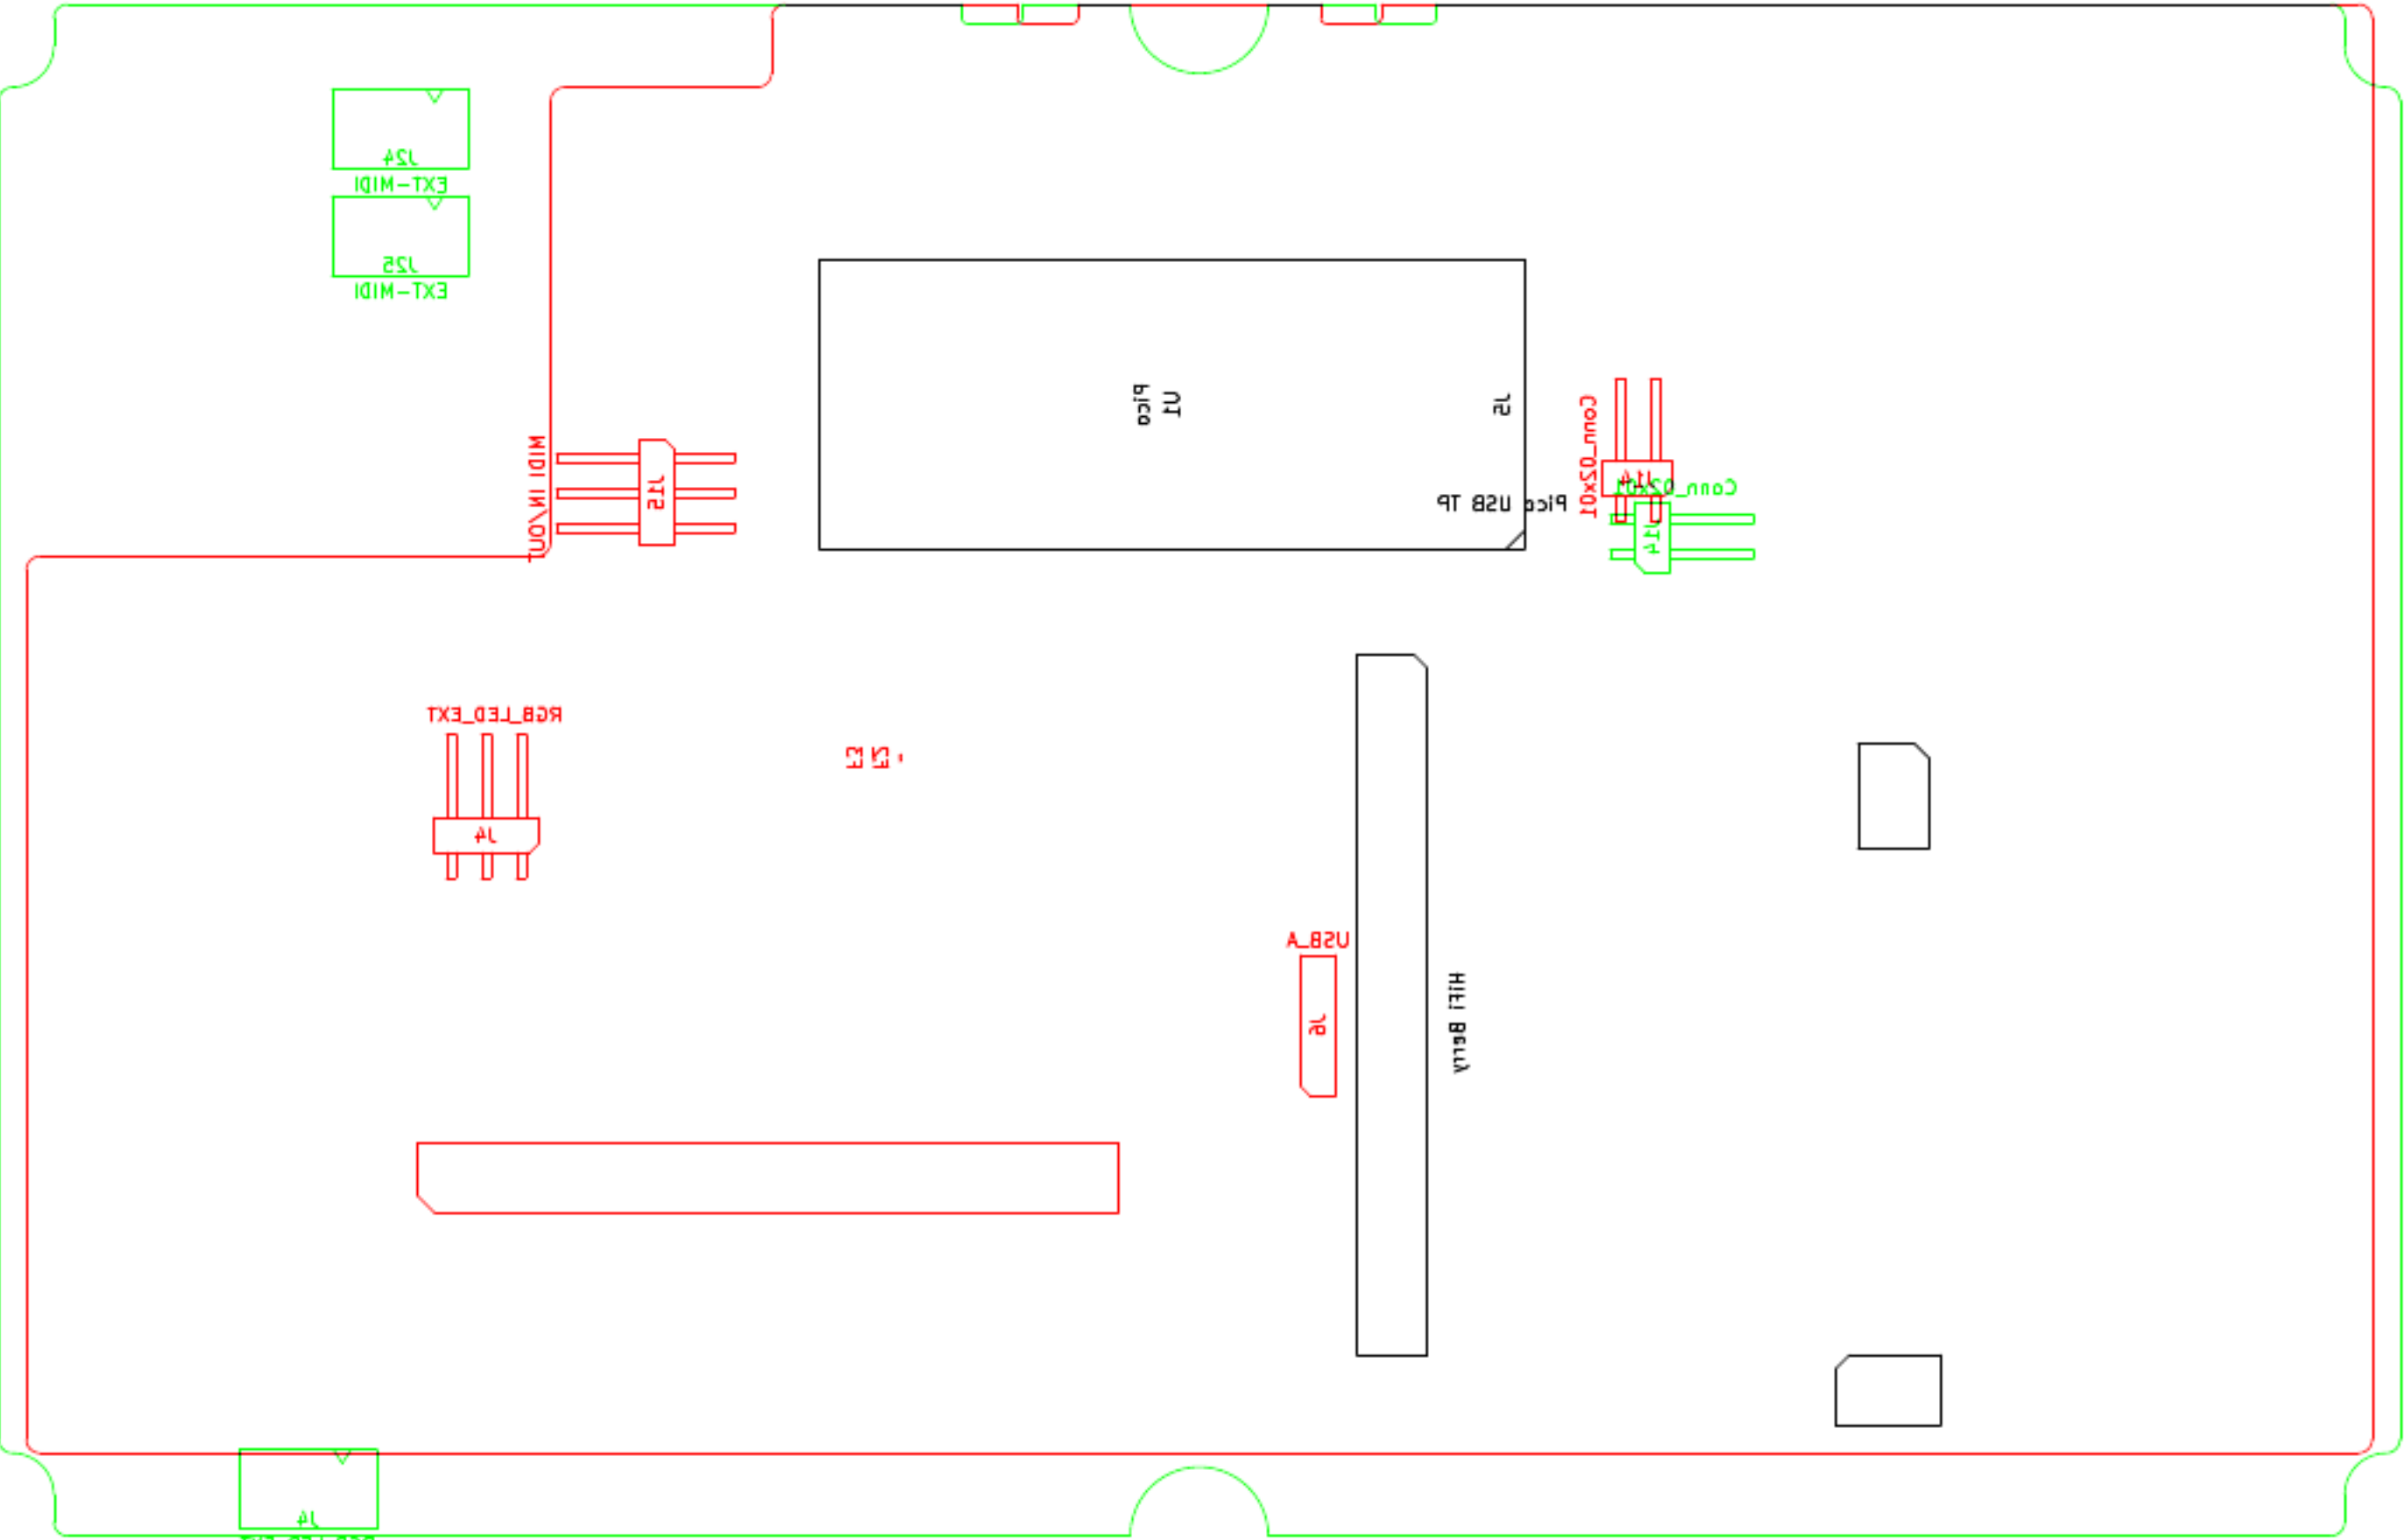 J24
EXT-MIDI
J25
EXT-MIDI
U1
Pico
J5
Pico USB TP
Conn_02x01
J14
Conn_02x01
J14
MIDI IN/OUT
J15
RGB_LED_EXT
J4
USB_A
J6
HiFi Berry
J4